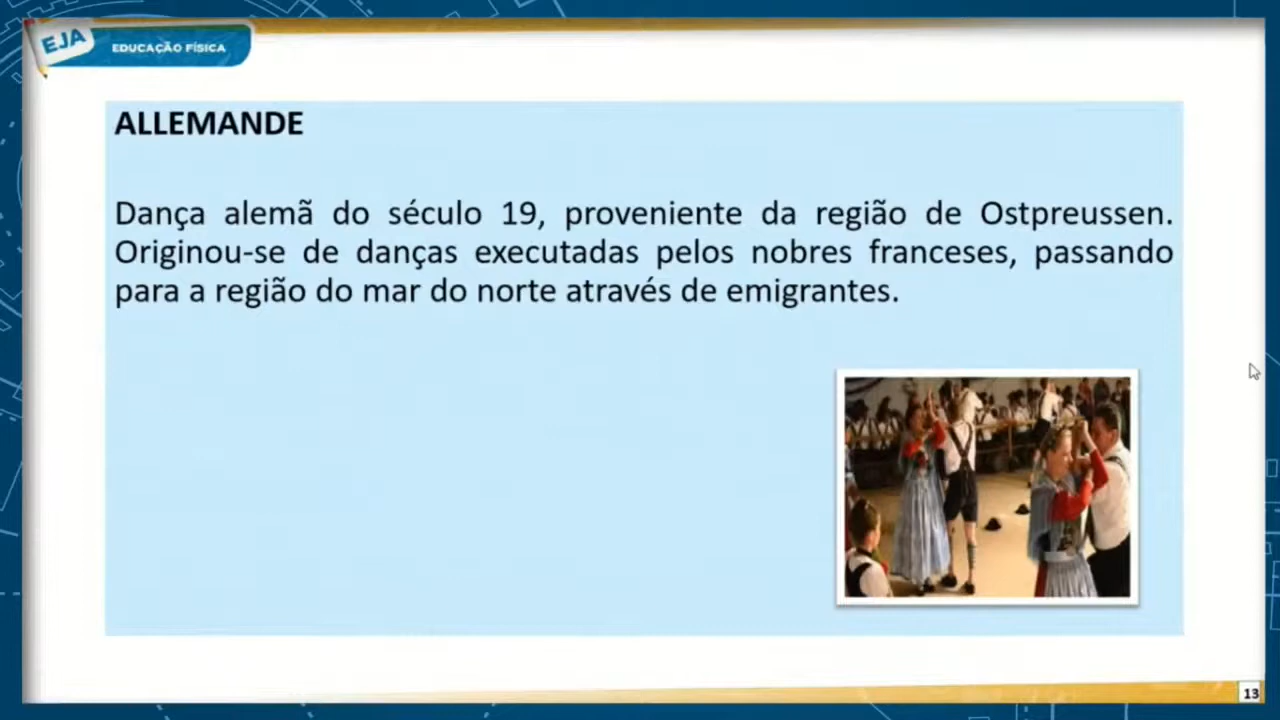 EJA
EDUCAÇÃO FÍSICA
ALLEMANDE
Dança alemã do século 19, proveniente da região de Ostpreussen.
Originou-se de danças executadas pelos nobres franceses, passando
para a região do mar do norte através de emigrantes.
13